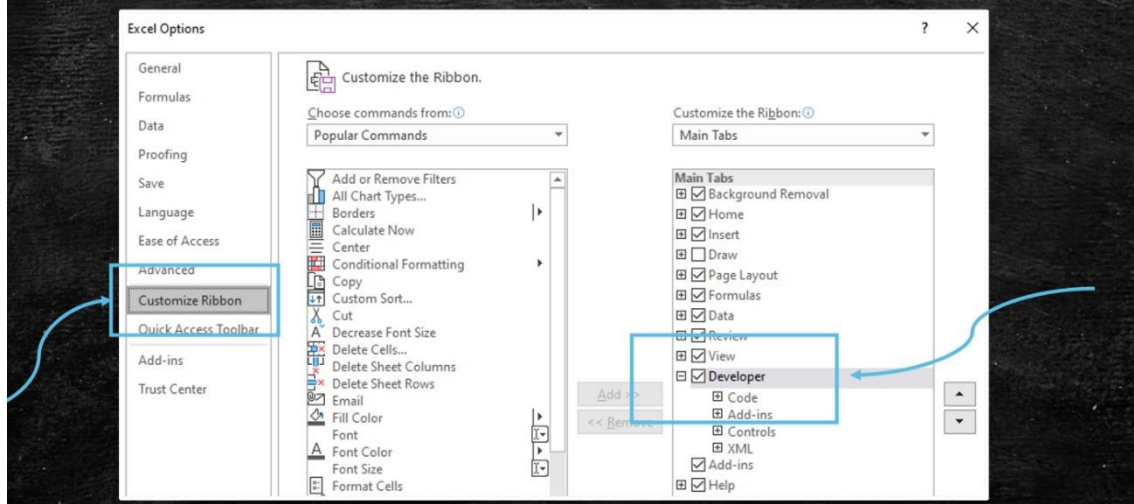 Excel Options
?
General
Formulas
Data
Proofing
Save
Language
Ease of Access
Advanced
Customize Ribbon
Quick Access Toolbar
Add-ins
Trust Center
Customize the Ribbon.
Choose commands from:
Popular Commands
Add or Remove Filters
All Chart Types...
Borders
Calculate Now
Center
Conditional Formatting
Copy
Custom Sort...
Cut
Decrease Font Size
Delete Cells...
Delete Sheet Columns
Delete Sheet Rows
Email
Fill Color
Font
Font Color
Font Size
Format Cells
Add >>
<< Remove
Customize the Ribbon:
Main Tabs
Main Tabs
Background Removal
Home
Insert
Draw
Page Layout
Formulas
Data
Review
View
Developer
Code
Add-ins
Controls
XML
Add-ins
Help